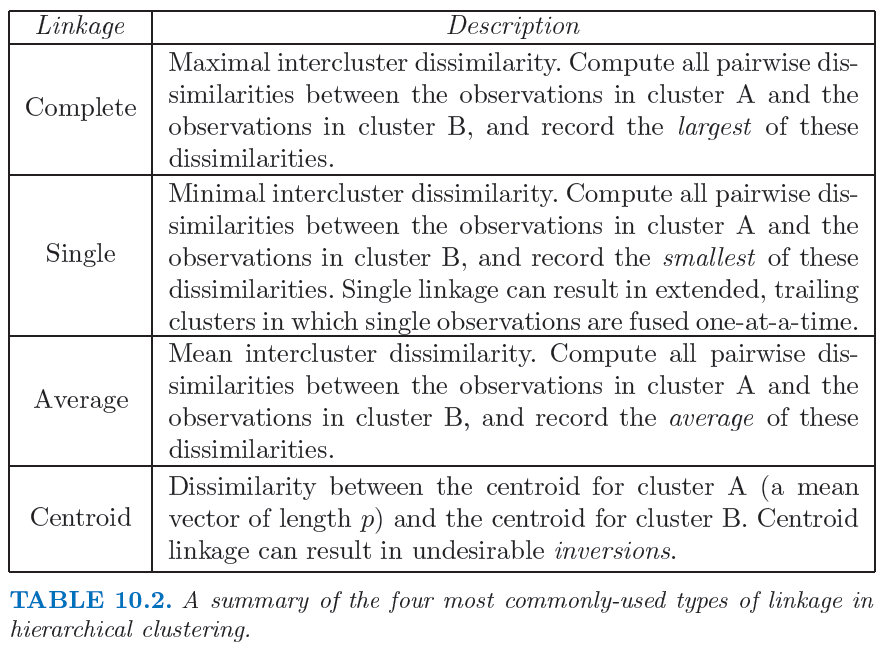 Linkage Description
Complete
Maximal intercluster dissimilarity. Compute all pairwise dis-
similarities between the observations in cluster A and the
observations in cluster B, and record the largest of these
dissimilarities.
Single
Minimal intercluster dissimilarity. Compute all pairwise dis-
similarities between the observations in cluster A and the
observations in cluster B, and record the smallest of these
dissimilarities. Single linkage can result in extended, trailing
clusters in which single observations are fused one-at-a-time.
Average
Mean intercluster dissimilarity. Compute all pairwise dis-
similarities between the observations in cluster A and the
observations in cluster B, and record the average of these
dissimilarities.
Centroid
Dissimilarity between the centroid for cluster A (a mean
vector of length p) and the centroid for cluster B. Centroid
linkage can result in undesirable inversions.
TABLE 10.2. A summary of the four most commonly-used types of linkage in
hierarchical clustering.